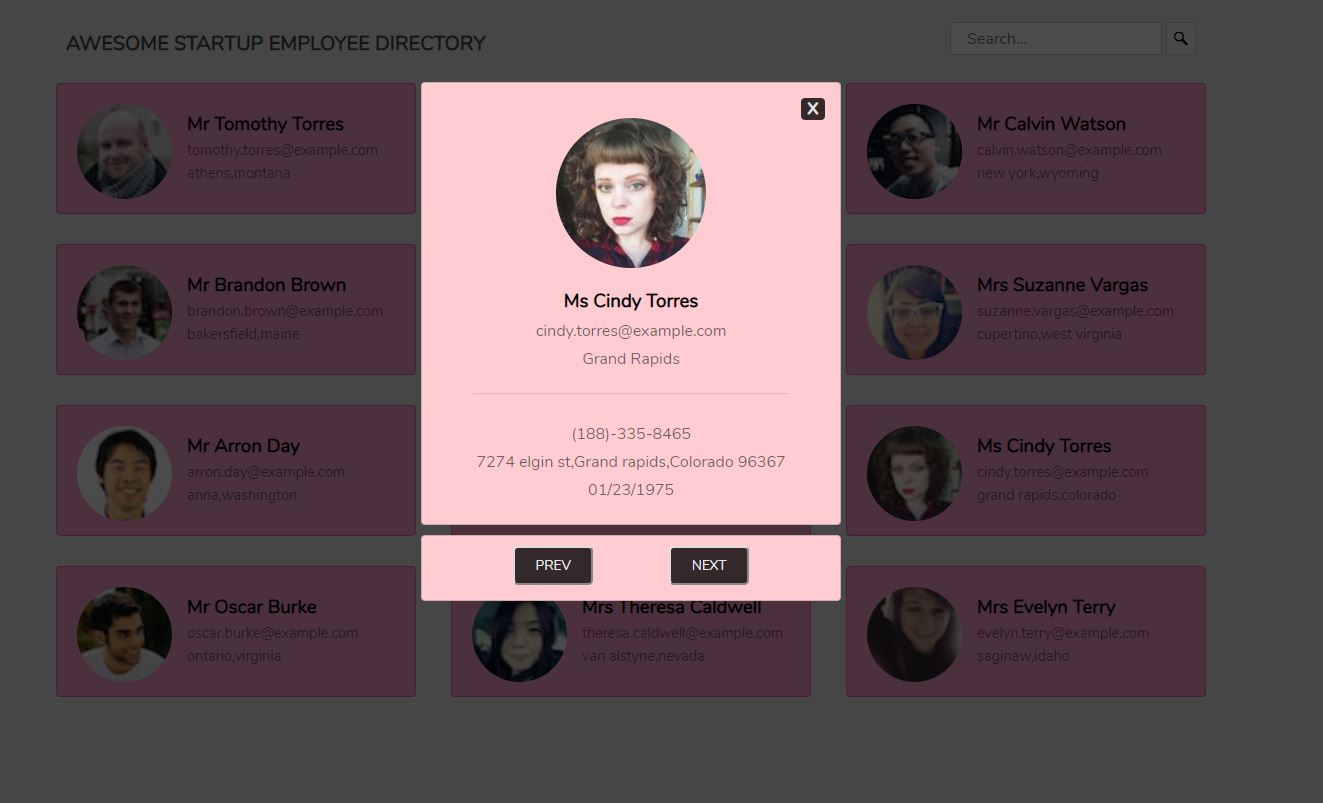 AWESOME STARTUP EMPLOYEE DIRECTORY
Search...
Mr Tomothy Torres
tomothy.torres@example.com
athens,montana
X
Ms Cindy Torres
cindy.torres@example.com
Grand Rapids
(188)-335-8465
7274 elgin st,Grand rapids,Colorado 96367
01/23/1975
PREV
NEXT
Mr Calvin Watson
calvin.watson@example.com
new york,wyoming
Mr Brandon Brown
brandon.brown@example.com
bakersfield,maine
Mrs Suzanne Vargas
suzanne.vargas@example.com
cupertino,west virginia
Mr Arron Day
arron.day@example.com
anna,washington
Ms Cindy Torres
cindy.torres@example.com
grand rapids,colorado
Mr Oscar Burke
oscar.burke@example.com
ontario,virginia
Mrs Theresa Caldwell
theresa.caldwell@example.com
van alstyne,nevada
Mrs Evelyn Terry
evelyn.terry@example.com
saginaw,idaho